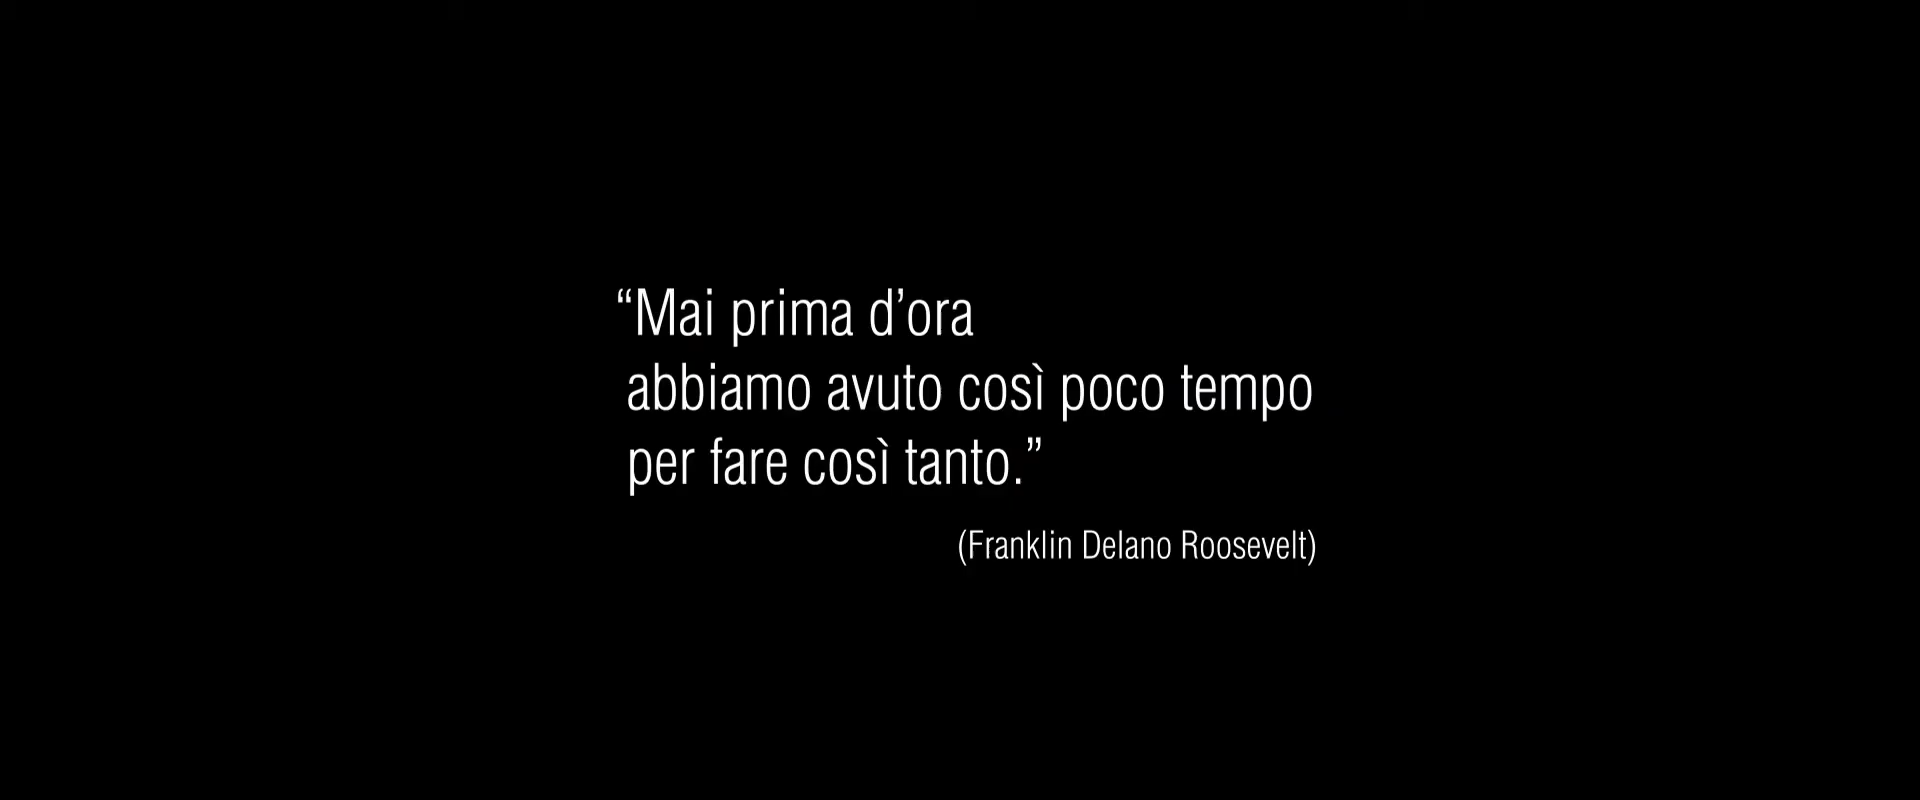 “Mai prima d’ora
abbiamo avuto così poco tempo
per fare così tanto.”
(Franklin Delano Roosevelt)